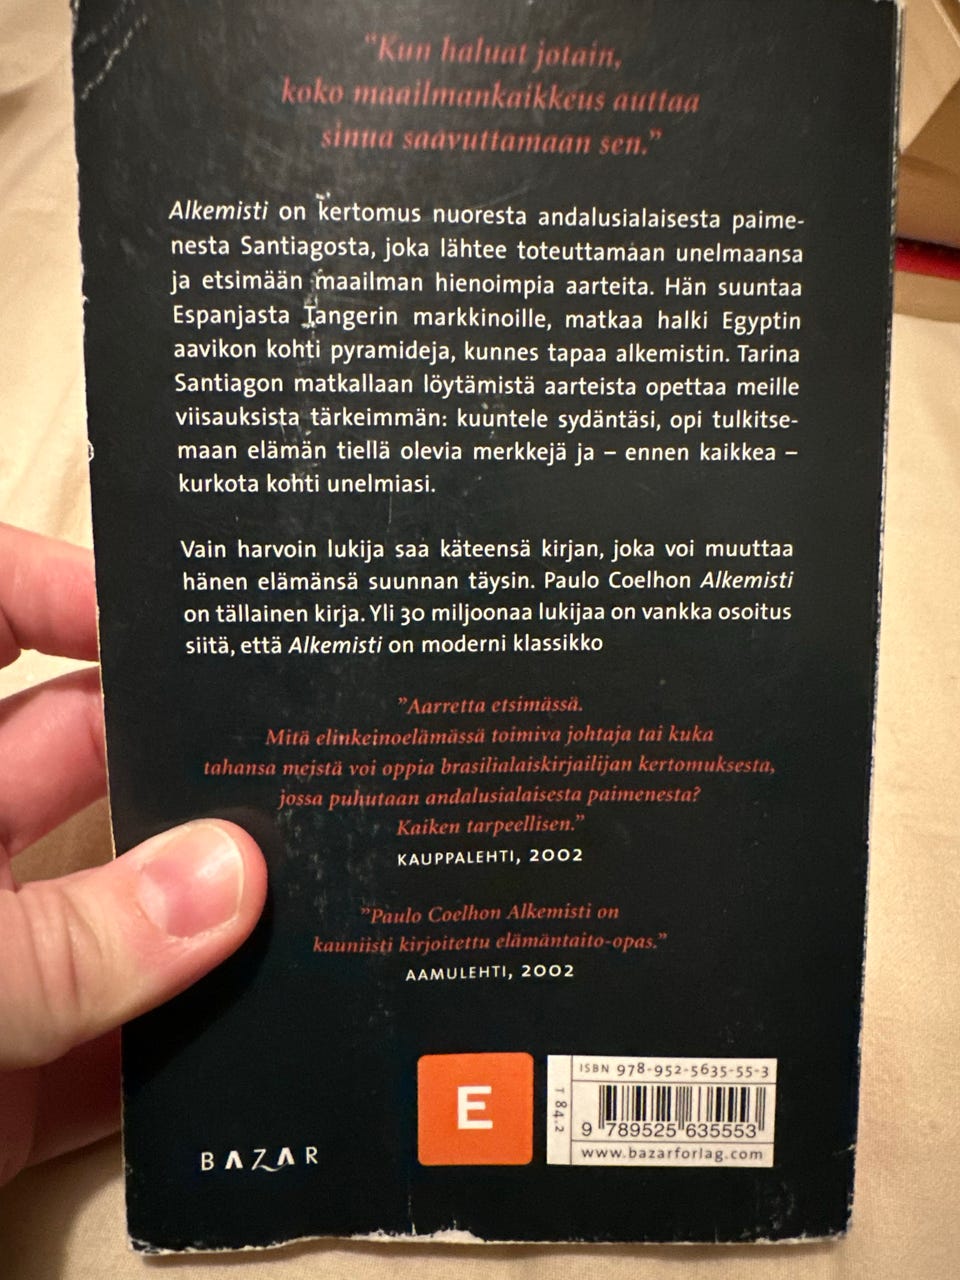 "Kun haluat jotain,
koko maailmankaikkeus auttaa
sinua saavuttamaan sen."
Alkemisti on kertomus nuoresta andalusialaisesta paime-
nesta Santiagosta, joka lähtee toteuttamaan unelmaansa
ja etsimään maailman hienoimpia aarteita. Hän suuntaa
Espanjasta Tangerin markkinoille, matkaa halki Egyptin
aavikon kohti pyramideja, kunnes tapaa alkemistin. Tarina
Santiagon matkallaan löytämistä aarteista opettaa meille
viisauksista tärkeimmän: kuuntele sydäntäsi, opi tulkitse-
maan elämän tiellä olevia merkkejä ja – ennen kaikkea –
kurkota kohti unelmiasi.
Vain harvoin lukija saa käteensä kirjan, joka voi muuttaa
hänen elämänsä suunnan täysin. Paulo Coelhon Alkemisti
on tällainen kirja. Yli 30 miljoonaa lukijaa on vankka osoitus
siitä, että Alkemisti on moderni klassikko
"Aarretta etsimässä.
Mitä elinkeinoelämässä toimiva johtaja tai kuka
tahansa meistä voi oppia brasilialaiskirjailijan kertomuksesta,
jossa puhutaan andalusialaisesta paimenesta?
Kaiken tarpeellisen."
KAUPPALEHTI, 2002
"Paulo Coelhon Alkemisti on
kauniisti kirjoitettu elämäntaito-opas."
AAMULEHTI, 2002
BAZAR
E
T 84.2
ISBN 978-952-5635-55-3
9 789525 635553
www.bazarforlag.com